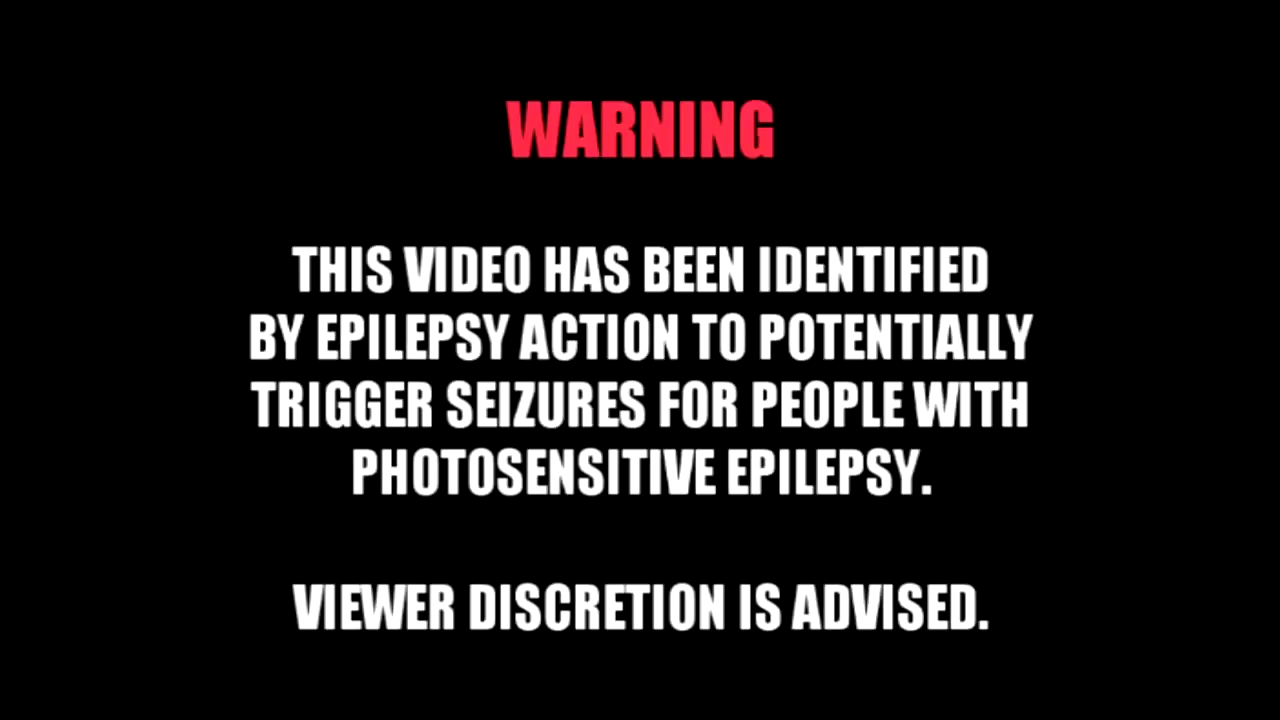 WARNING
THIS VIDEO HAS BEEN IDENTIFIED
BY EPILEPSY ACTION TO POTENTIALLY
TRIGGER SEIZURES FOR PEOPLE WITH
PHOTOSENSITIVE EPILEPSY.
VIEWER DISCRETION IS ADVISED.